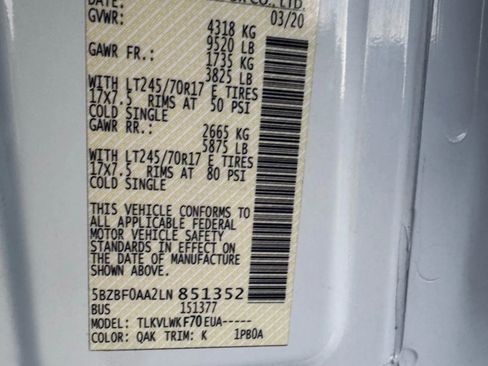 CO., LTD.
DATE: 03/20
GVWR: 4318 KG
9520 LB
GAWR FR.: 1735 KG
3825 LB
WITH LT245/70R17 E TIRES
17X7.5 RIMS AT 50 PSI
COLD SINGLE
GAWR RR.: 2665 KG
5875 LB
WITH LT245/70R17 E TIRES
17X7.5 RIMS AT 80 PSI
COLD SINGLE
THIS VEHICLE CONFORMS TO
ALL APPLICABLE FEDERAL
MOTOR VEHICLE SAFETY
STANDARDS IN EFFECT ON
THE DATE OF MANUFACTURE
SHOWN ABOVE.
5BZBF0AA2LN 851352
BUS 151377
MODEL: TLKVLWKF70EUA-----
COLOR: QAK TRIM: K 1PB0A